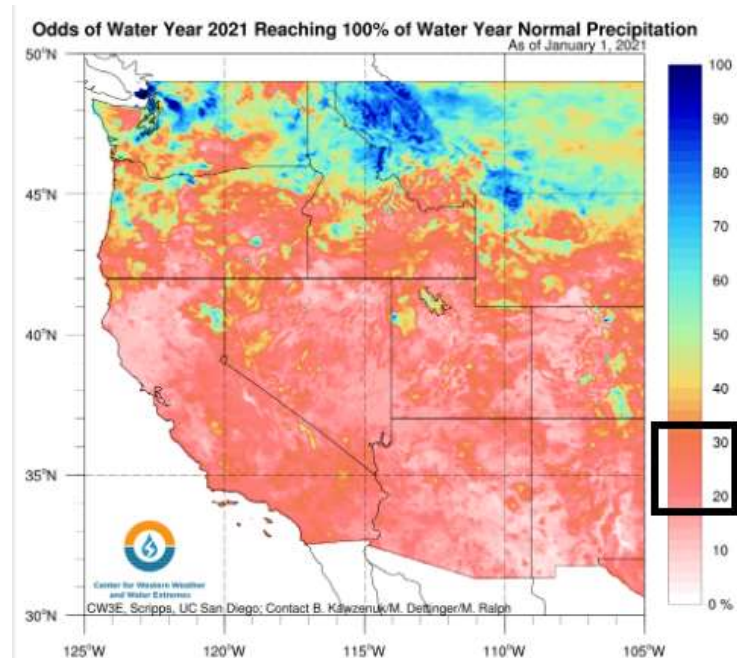 Odds of Water Year 2021 Reaching 100% of Water Year Normal Precipitation
As of January 1, 2021
50°N
45°N
40°N
35°N
30°N
125°W
120°W
115°W
110°W
105°W
100
90
80
70
60
50
40
30
20
10
0 %
Center for Western Weather
and Water Extremes
CW3E, Scripps, UC San Diego; Contact B. Kawzenuk/M. Dettinger/M. Ralph